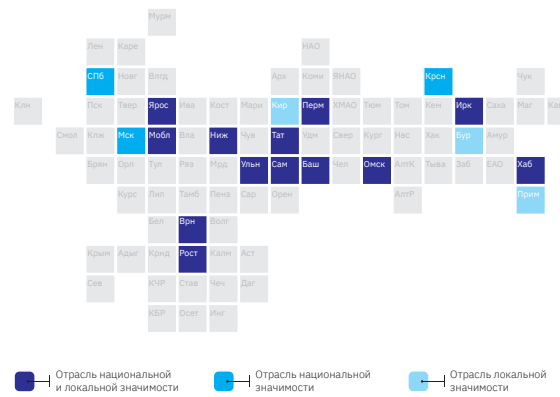 Мурм
Лен Каре НАО
СПб Новг Влгд Арх Коми ЯНАО Крсн Чук
Клн Пск Твер Ярос Ива Кост Мари Кир Перм ХМАО Тюм Том Кем Ирк Саха Маг Кам
Смол Клж Мск Мобл Вла Ниж Чув Тат Удм Свер Кург Нвс Хак Бур Амур
Брян Орл Тул Ряз Мрд Ульн Сам Баш Чел Омск АлтК Тыва Заб ЕАО Хаб
Курс Лип Тамб Пенз Сар Орен АлтР Прим
Бел Врн Волг
Крым Адыг Крнд Рост Калм Аст
Сев КЧР Став Чеч Даг
КБР Осет Инг
Отрасль национальной
и локальной значимости
Отрасль национальной
значимости
Отрасль локальной
значимости